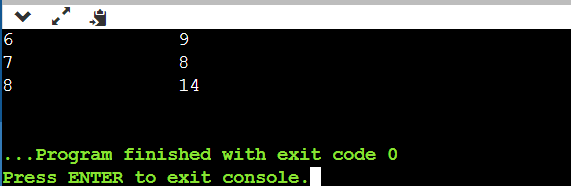 6 9
7 8
8 14
...Program finished with exit code 0
Press ENTER to exit console.